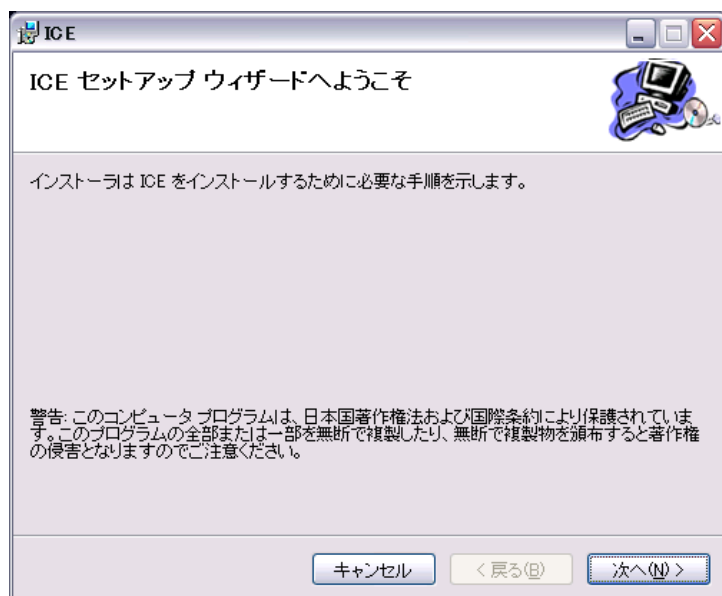 ICE
ICE セットアップ ウィザードへようこそ
インストーラは ICE をインストールするために必要な手順を示します。
警告: このコンピュータ プログラムは、日本国著作権法および国際条約により保護されていま
す。このプログラムの全部または一部を無断で複製したり、無断で複製物を頒布すると著作権
の侵害となりますのでご注意ください。
キャンセル < 戻る(B) 次へ(N) >